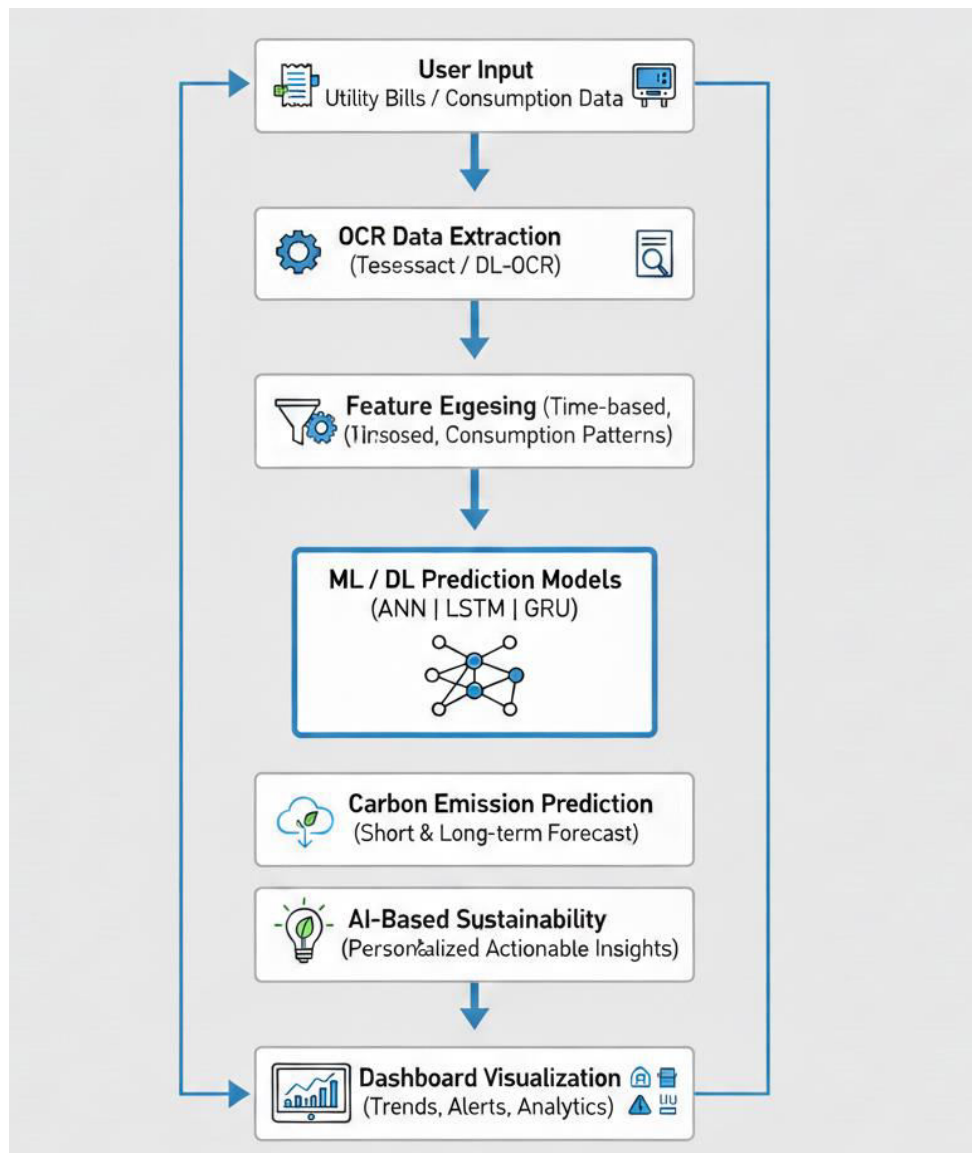 User Input
Utility Bills / Consumption Data
OCR Data Extraction
(Tesessact / DL-OCR)
Feature (Time-based,
Consumption Patterns)
ML / DL Prediction Models
(ANN | LSTM | GRU)
Carbon Emission Prediction
(Short & Long-term Forecast)
AI-Based Sustainability
(Personalized Actionable Insights)
Dashboard Visualization
(Trends, Alerts, Analytics)